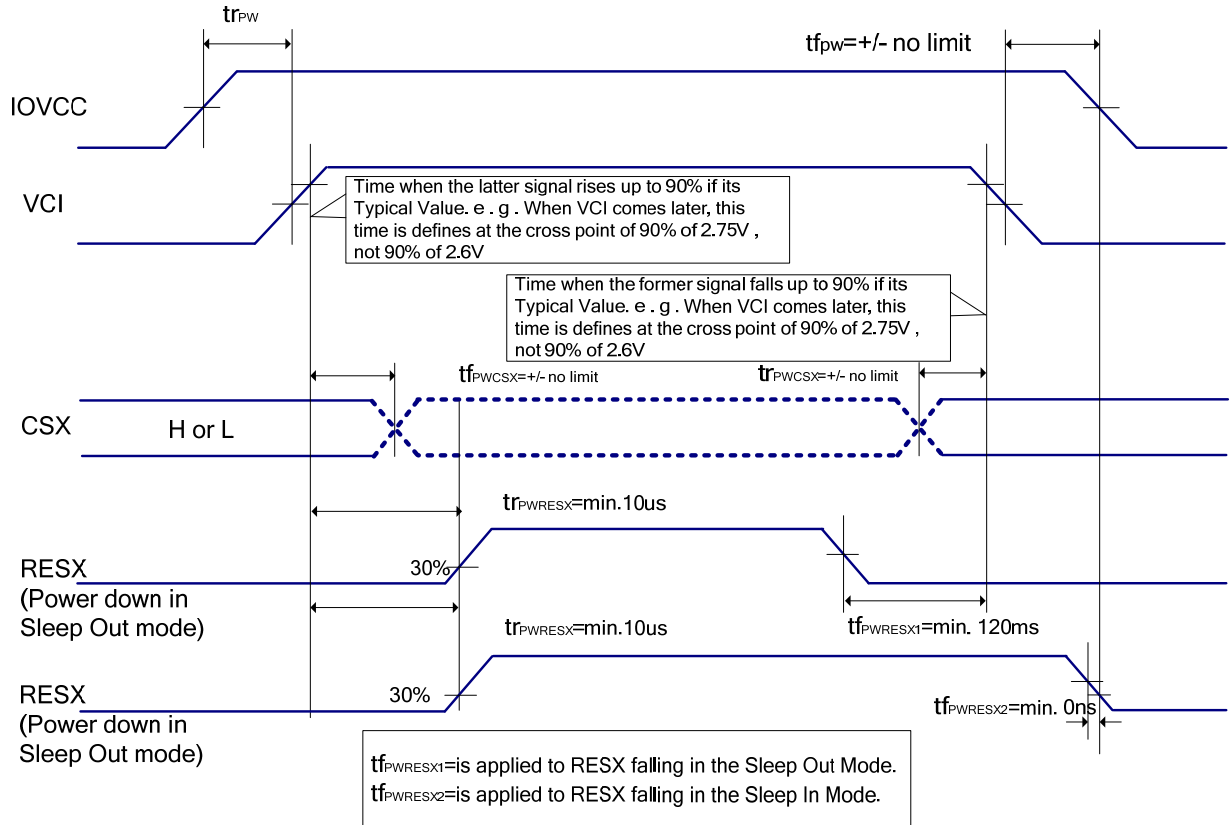 trPW
tfpw=+/- no limit
IOVCC
VCI
Time when the latter signal rises up to 90% if its
Typical Value. e . g . When VCI comes later, this
time is defines at the cross point of 90% of 2.75V ,
not 90% of 2.6V
Time when the former signal falls up to 90% if its
Typical Value. e . g . When VCI comes later, this
time is defines at the cross point of 90% of 2.75V ,
not 90% of 2.6V
tfPWCSX=+/- no limit
trPWCSX=+/- no limit
CSX
H or L
trPWRESX=min.10us
30%
RESX
(Power down in
Sleep Out mode)
trPWRESX=min.10us
tfPWRESX1=min. 120ms
30%
RESX
(Power down in
Sleep Out mode)
tfPWRESX2=min. 0ns
tfPWRESX1=is applied to RESX falling in the Sleep Out Mode.
tfPWRESX2=is applied to RESX falling in the Sleep In Mode.